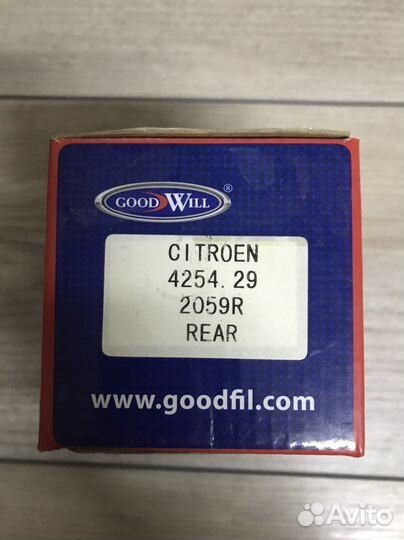 GOOD WILL ®
CITROEN
4254.29
2059R
REAR
www.goodfil.com
Avito